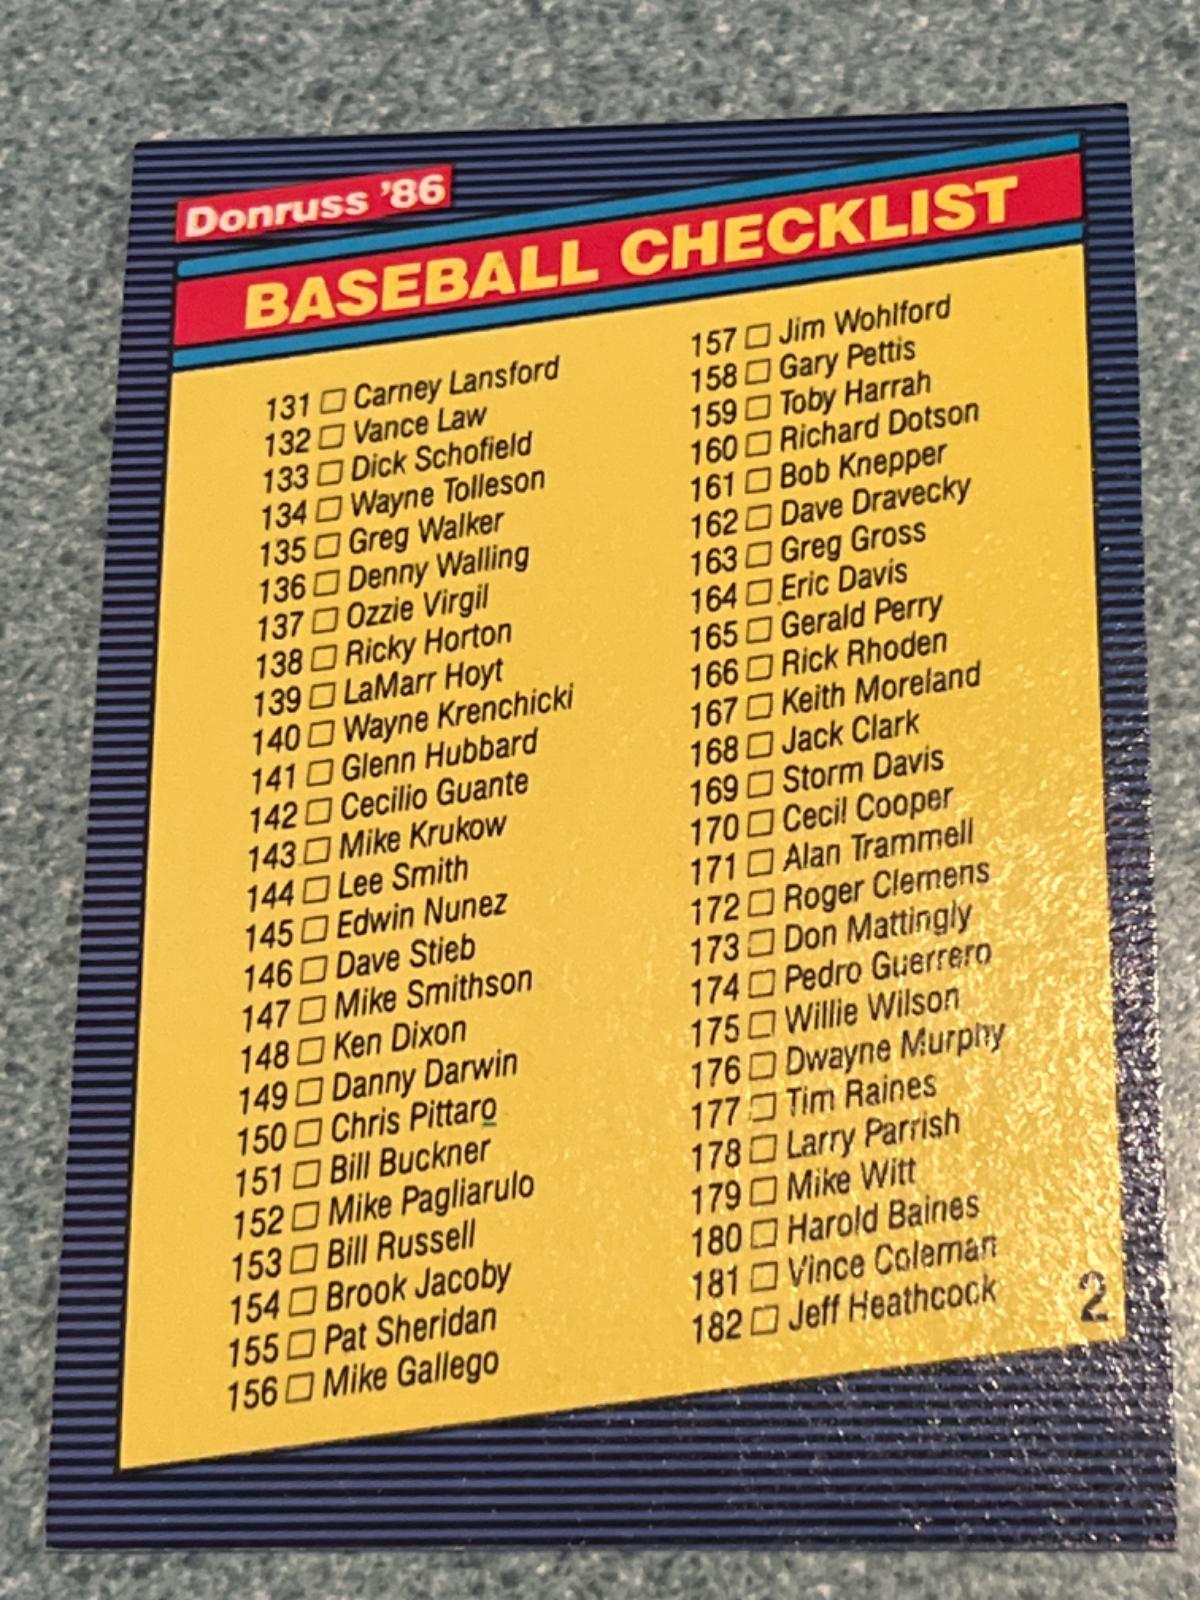 Donruss '86
BASEBALL CHECKLIST
131 □ Carney Lansford
132 □ Vance Law
133 □ Dick Schofield
134 □ Wayne Tolleson
135 □ Greg Walker
136 □ Denny Walling
137 □ Ozzie Virgil
138 □ Ricky Horton
139 □ LaMarr Hoyt
140 □ Wayne Krenchicki
141 □ Glenn Hubbard
142 □ Cecilio Guante
143 □ Mike Krukow
144 □ Lee Smith
145 □ Edwin Nunez
146 □ Dave Stieb
147 □ Mike Smithson
148 □ Ken Dixon
149 □ Danny Darwin
150 □ Chris Pittaro
151 □ Bill Buckner
152 □ Mike Pagliarulo
153 □ Bill Russell
154 □ Brook Jacoby
155 □ Pat Sheridan
156 □ Mike Gallego
157 □ Jim Wohlford
158 □ Gary Pettis
159 □ Toby Harrah
160 □ Richard Dotson
161 □ Bob Knepper
162 □ Dave Dravecky
163 □ Greg Gross
164 □ Eric Davis
165 □ Gerald Perry
166 □ Rick Rhoden
167 □ Keith Moreland
168 □ Jack Clark
169 □ Storm Davis
170 □ Cecil Cooper
171 □ Alan Trammell
172 □ Roger Clemens
173 □ Don Mattingly
174 □ Pedro Guerrero
175 □ Willie Wilson
176 □ Dwayne Murphy
177 □ Tim Raines
178 □ Larry Parrish
179 □ Mike Witt
180 □ Harold Baines
181 □ Vince Coleman
182 □ Jeff Heathcock
2